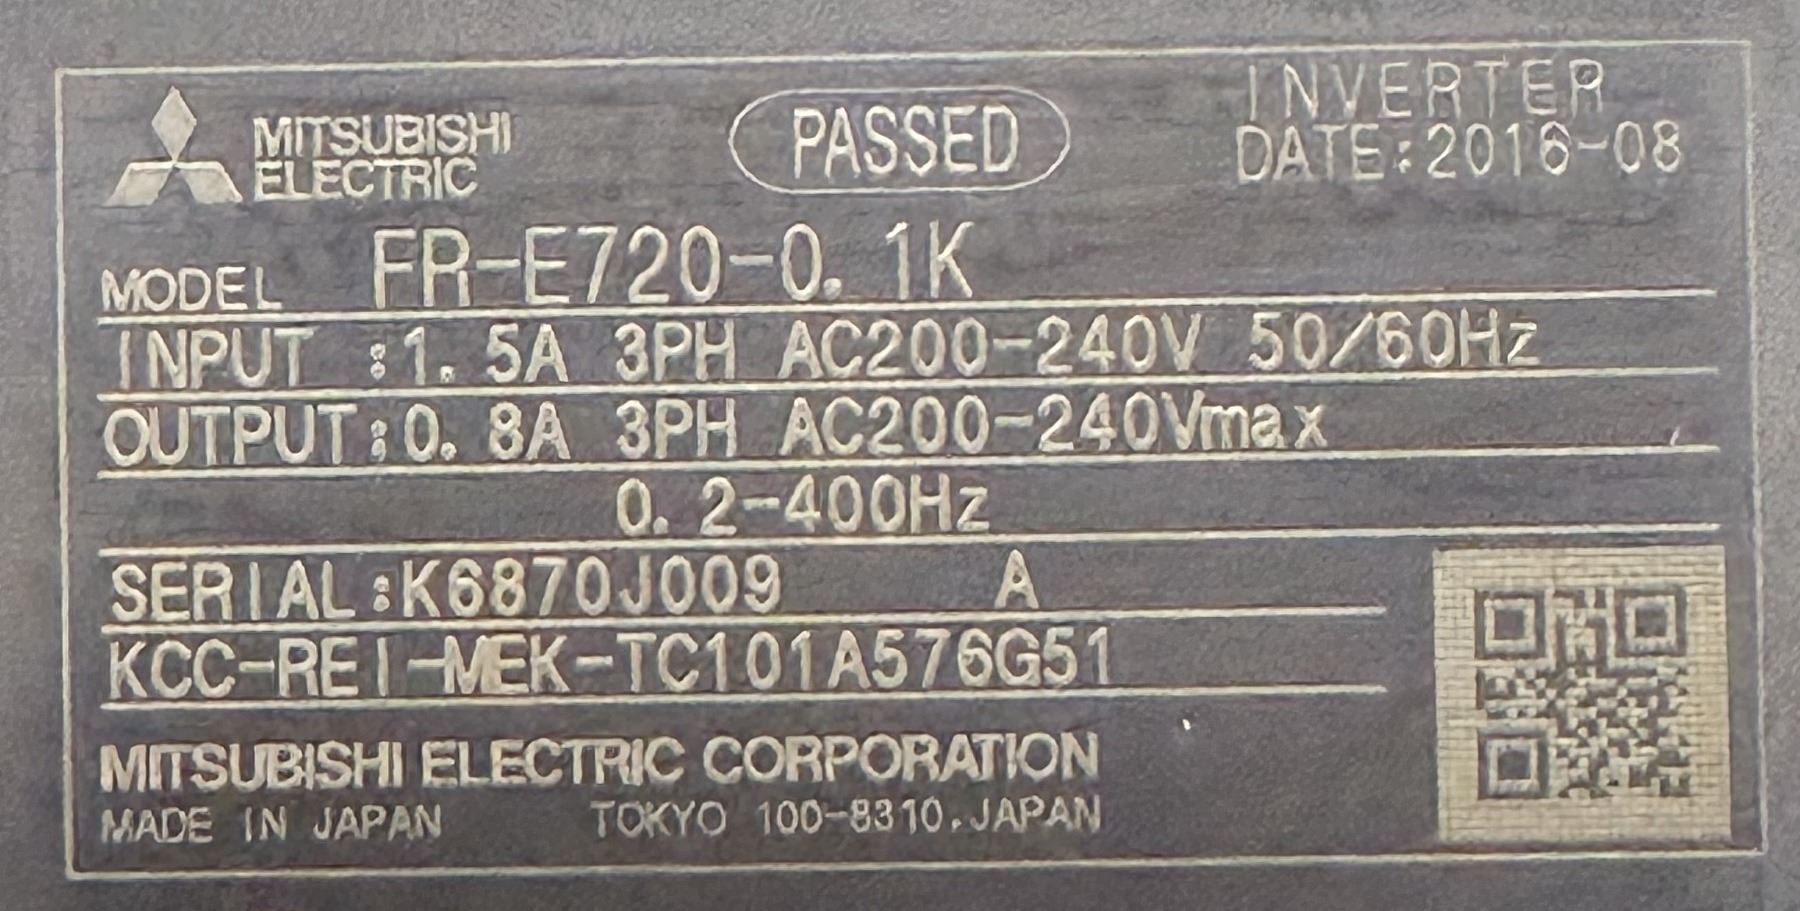 MITSUBISHI
ELECTRIC
PASSED
INVERTER
DATE:2016-08
MODEL FR-E720-0.1K
INPUT :1.5A 3PH AC200-240V 50/60Hz
OUTPUT:0.8A 3PH AC200-240Vmax
0.2-400Hz
SERIAL:K6870J009 A
KCC-REI-MEK-TC101A576G51
MITSUBISHI ELECTRIC CORPORATION
MADE IN JAPAN TOKYO 100-8310,JAPAN